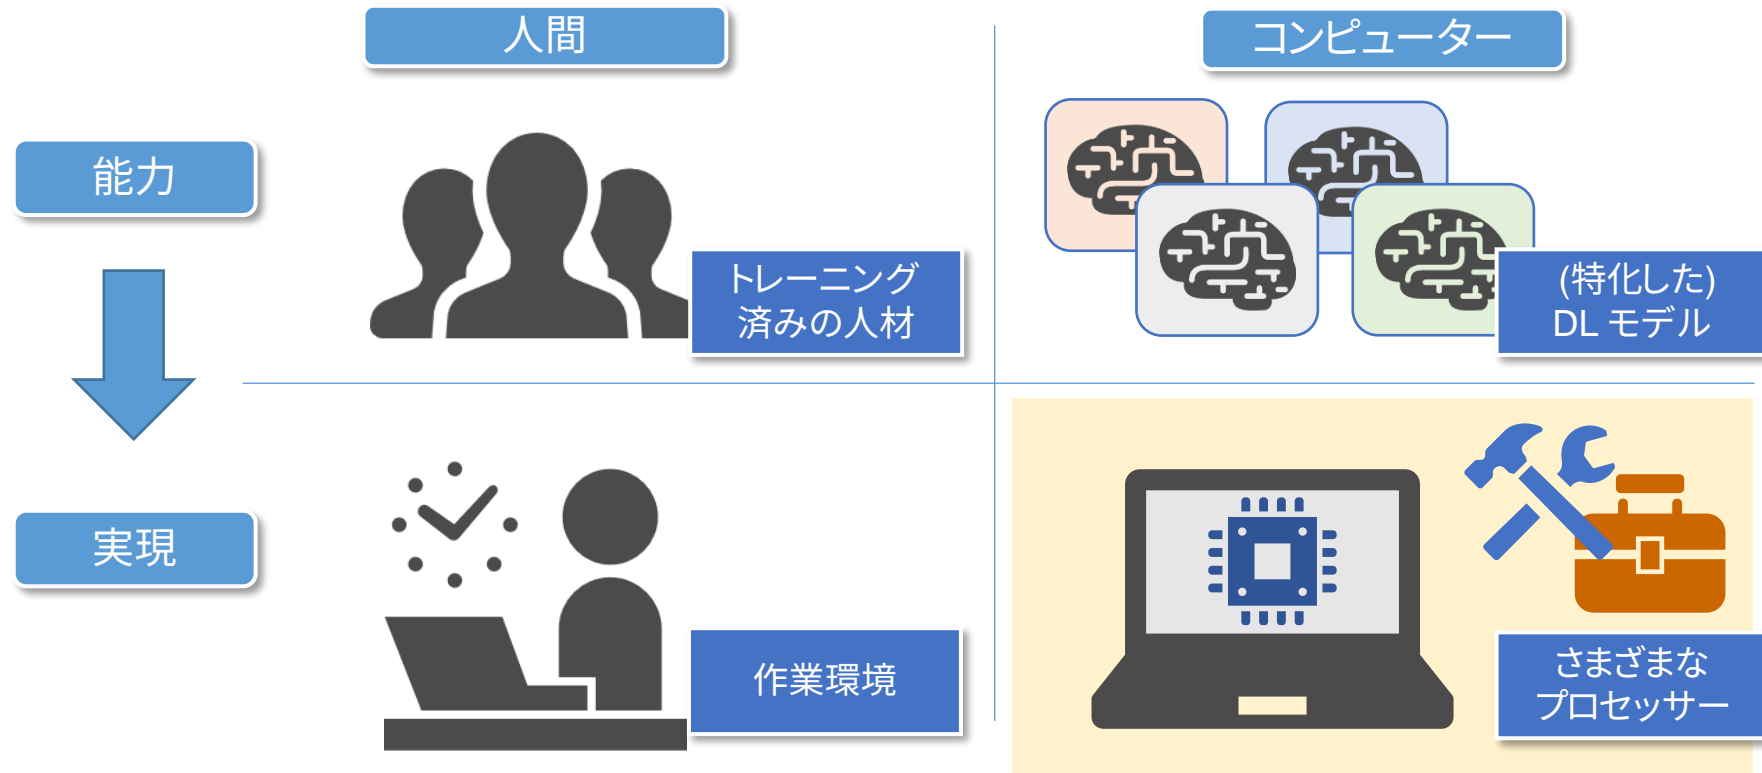 人間
コンピューター
能力
トレーニング
済みの人材
(特化した)
DL モデル
実現
作業環境
さまざまな
プロセッサー